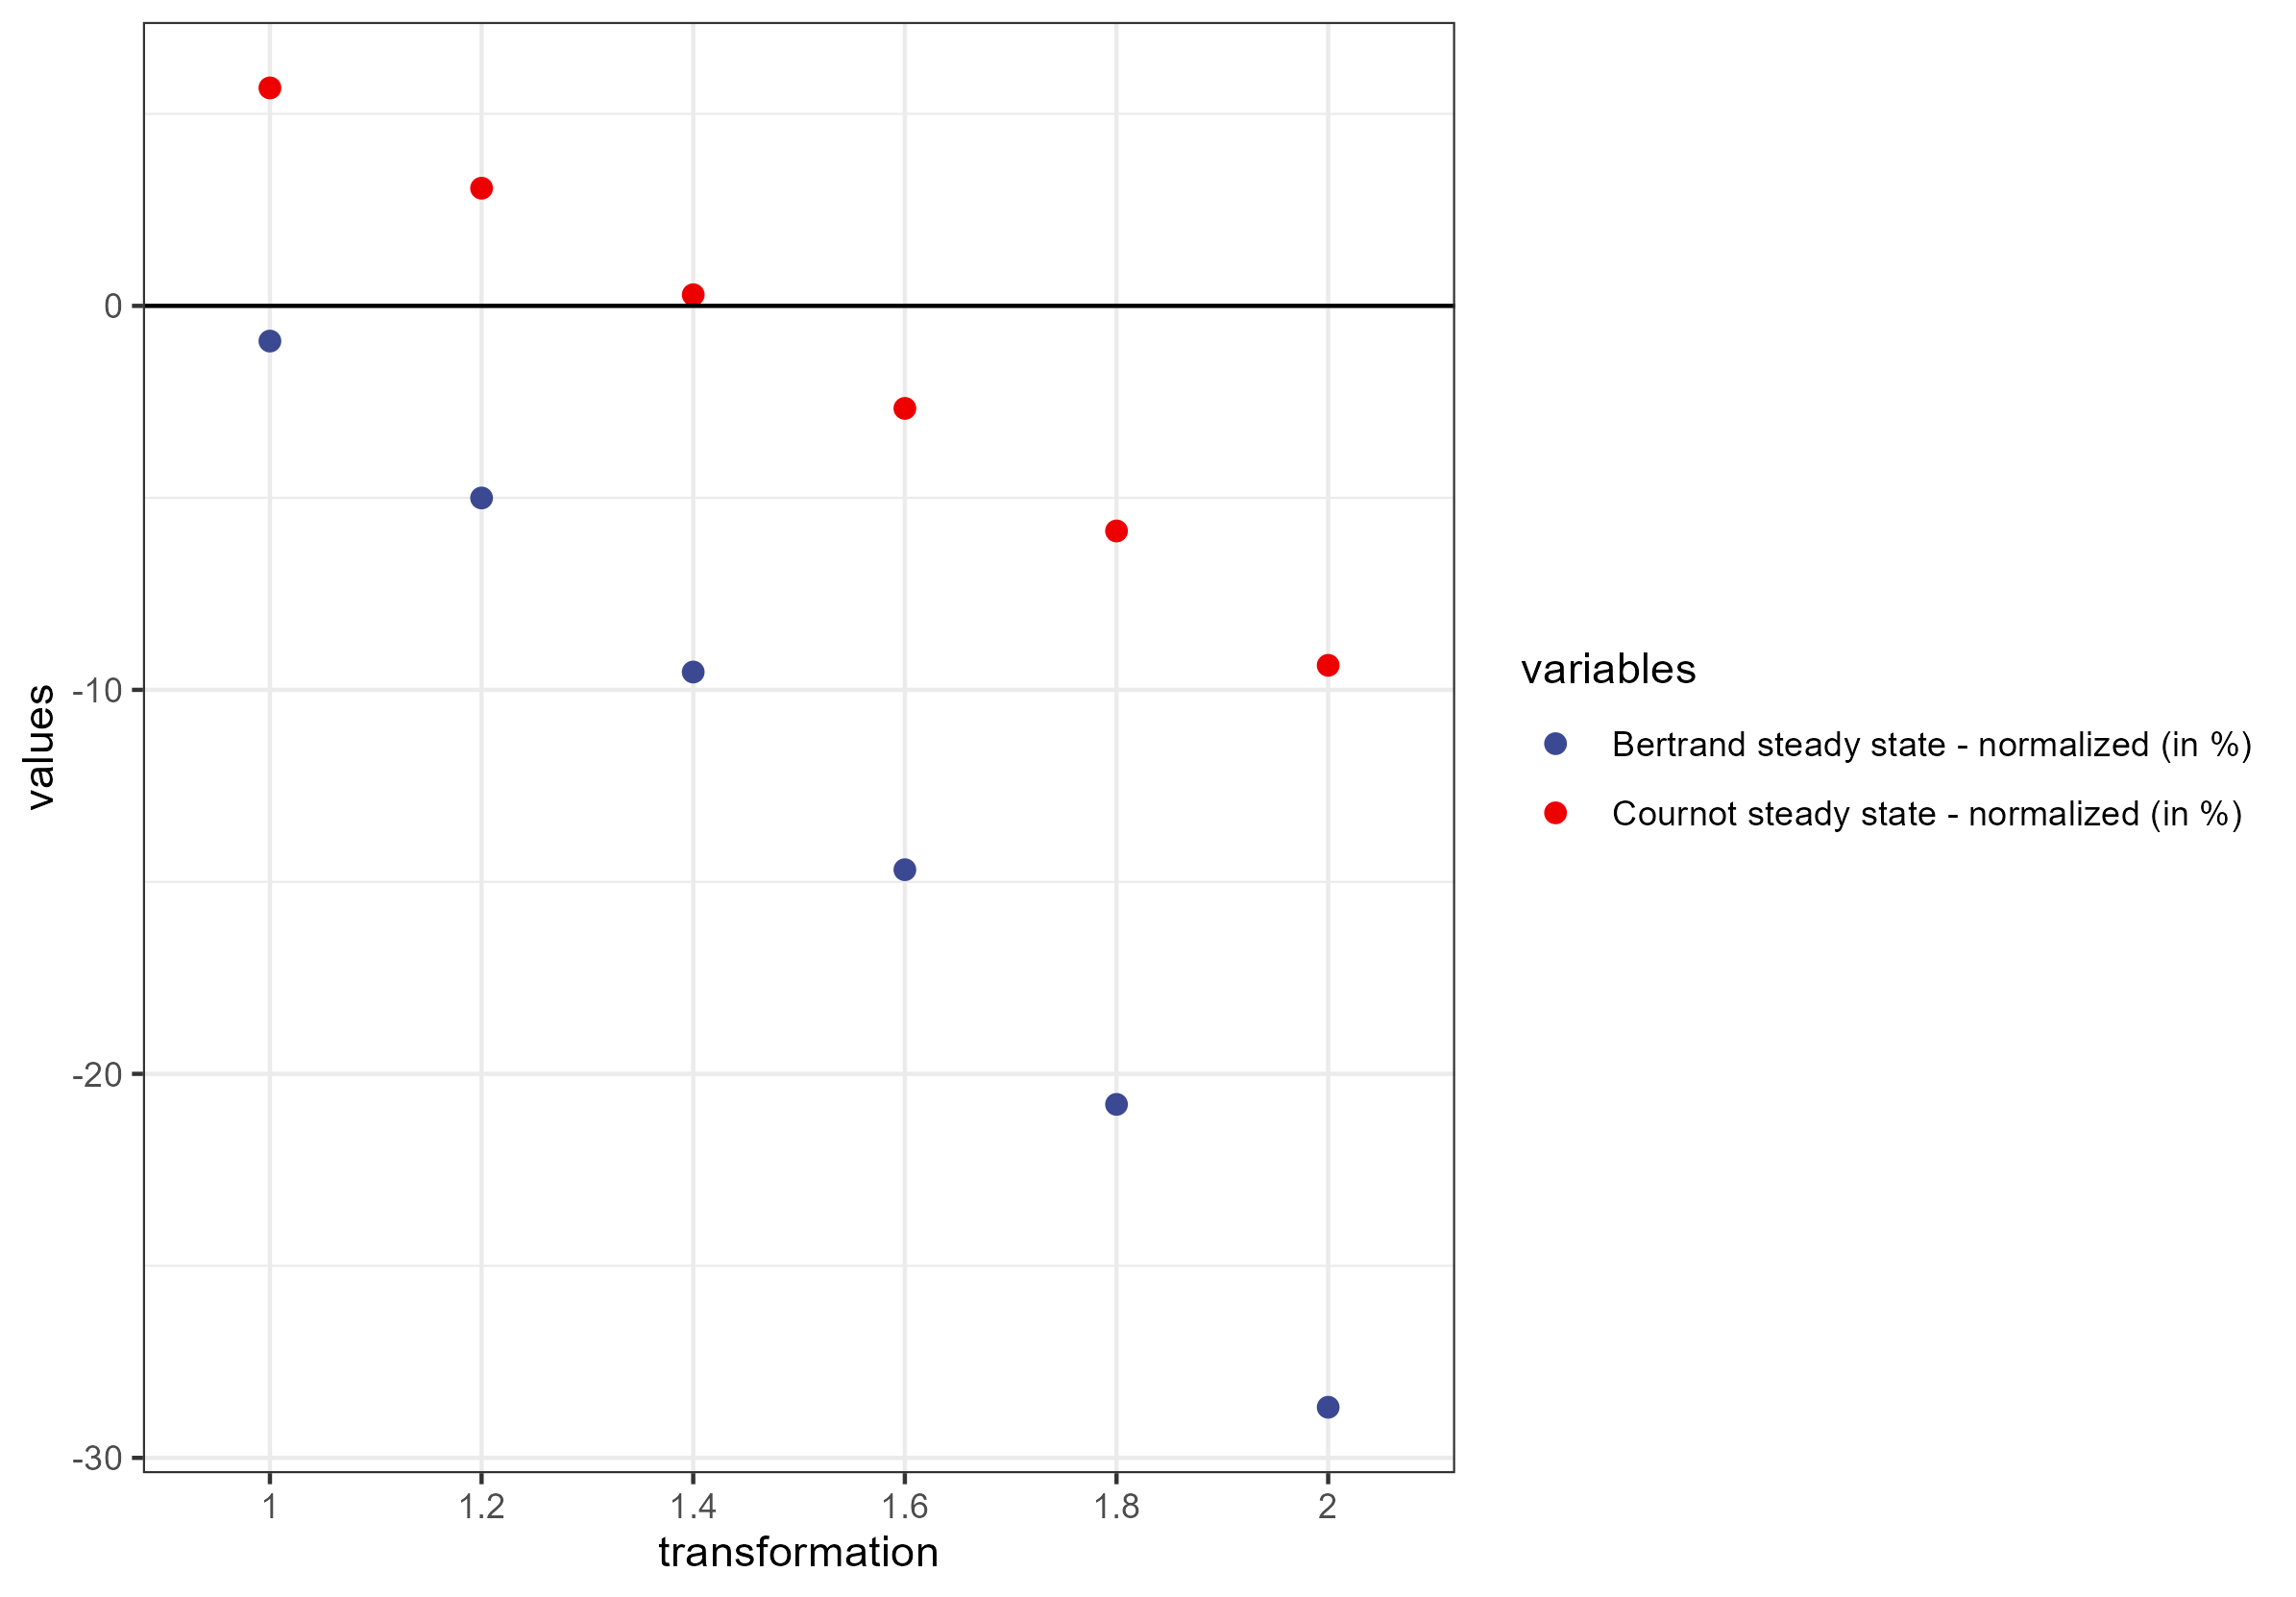 values
0
-10
-20
-30
1
1.2
1.4
1.6
1.8
2
transformation
variables
Bertrand steady state - normalized (in %)
Cournot steady state - normalized (in %)